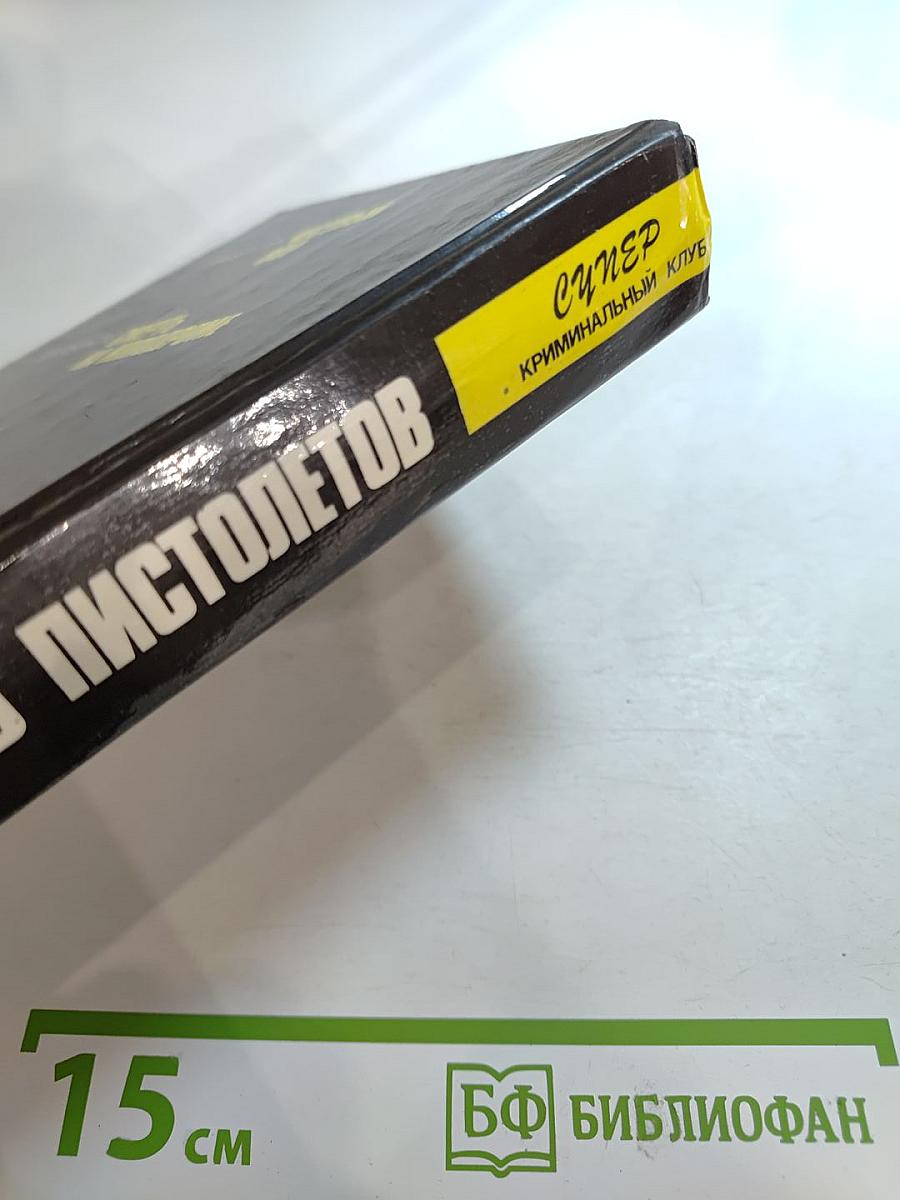 СУПЕР
КРИМИНАЛЬНЫЙ КЛУБ
ПИСТОЛЕТОВ
15 см
БФ БИБЛИОФАН